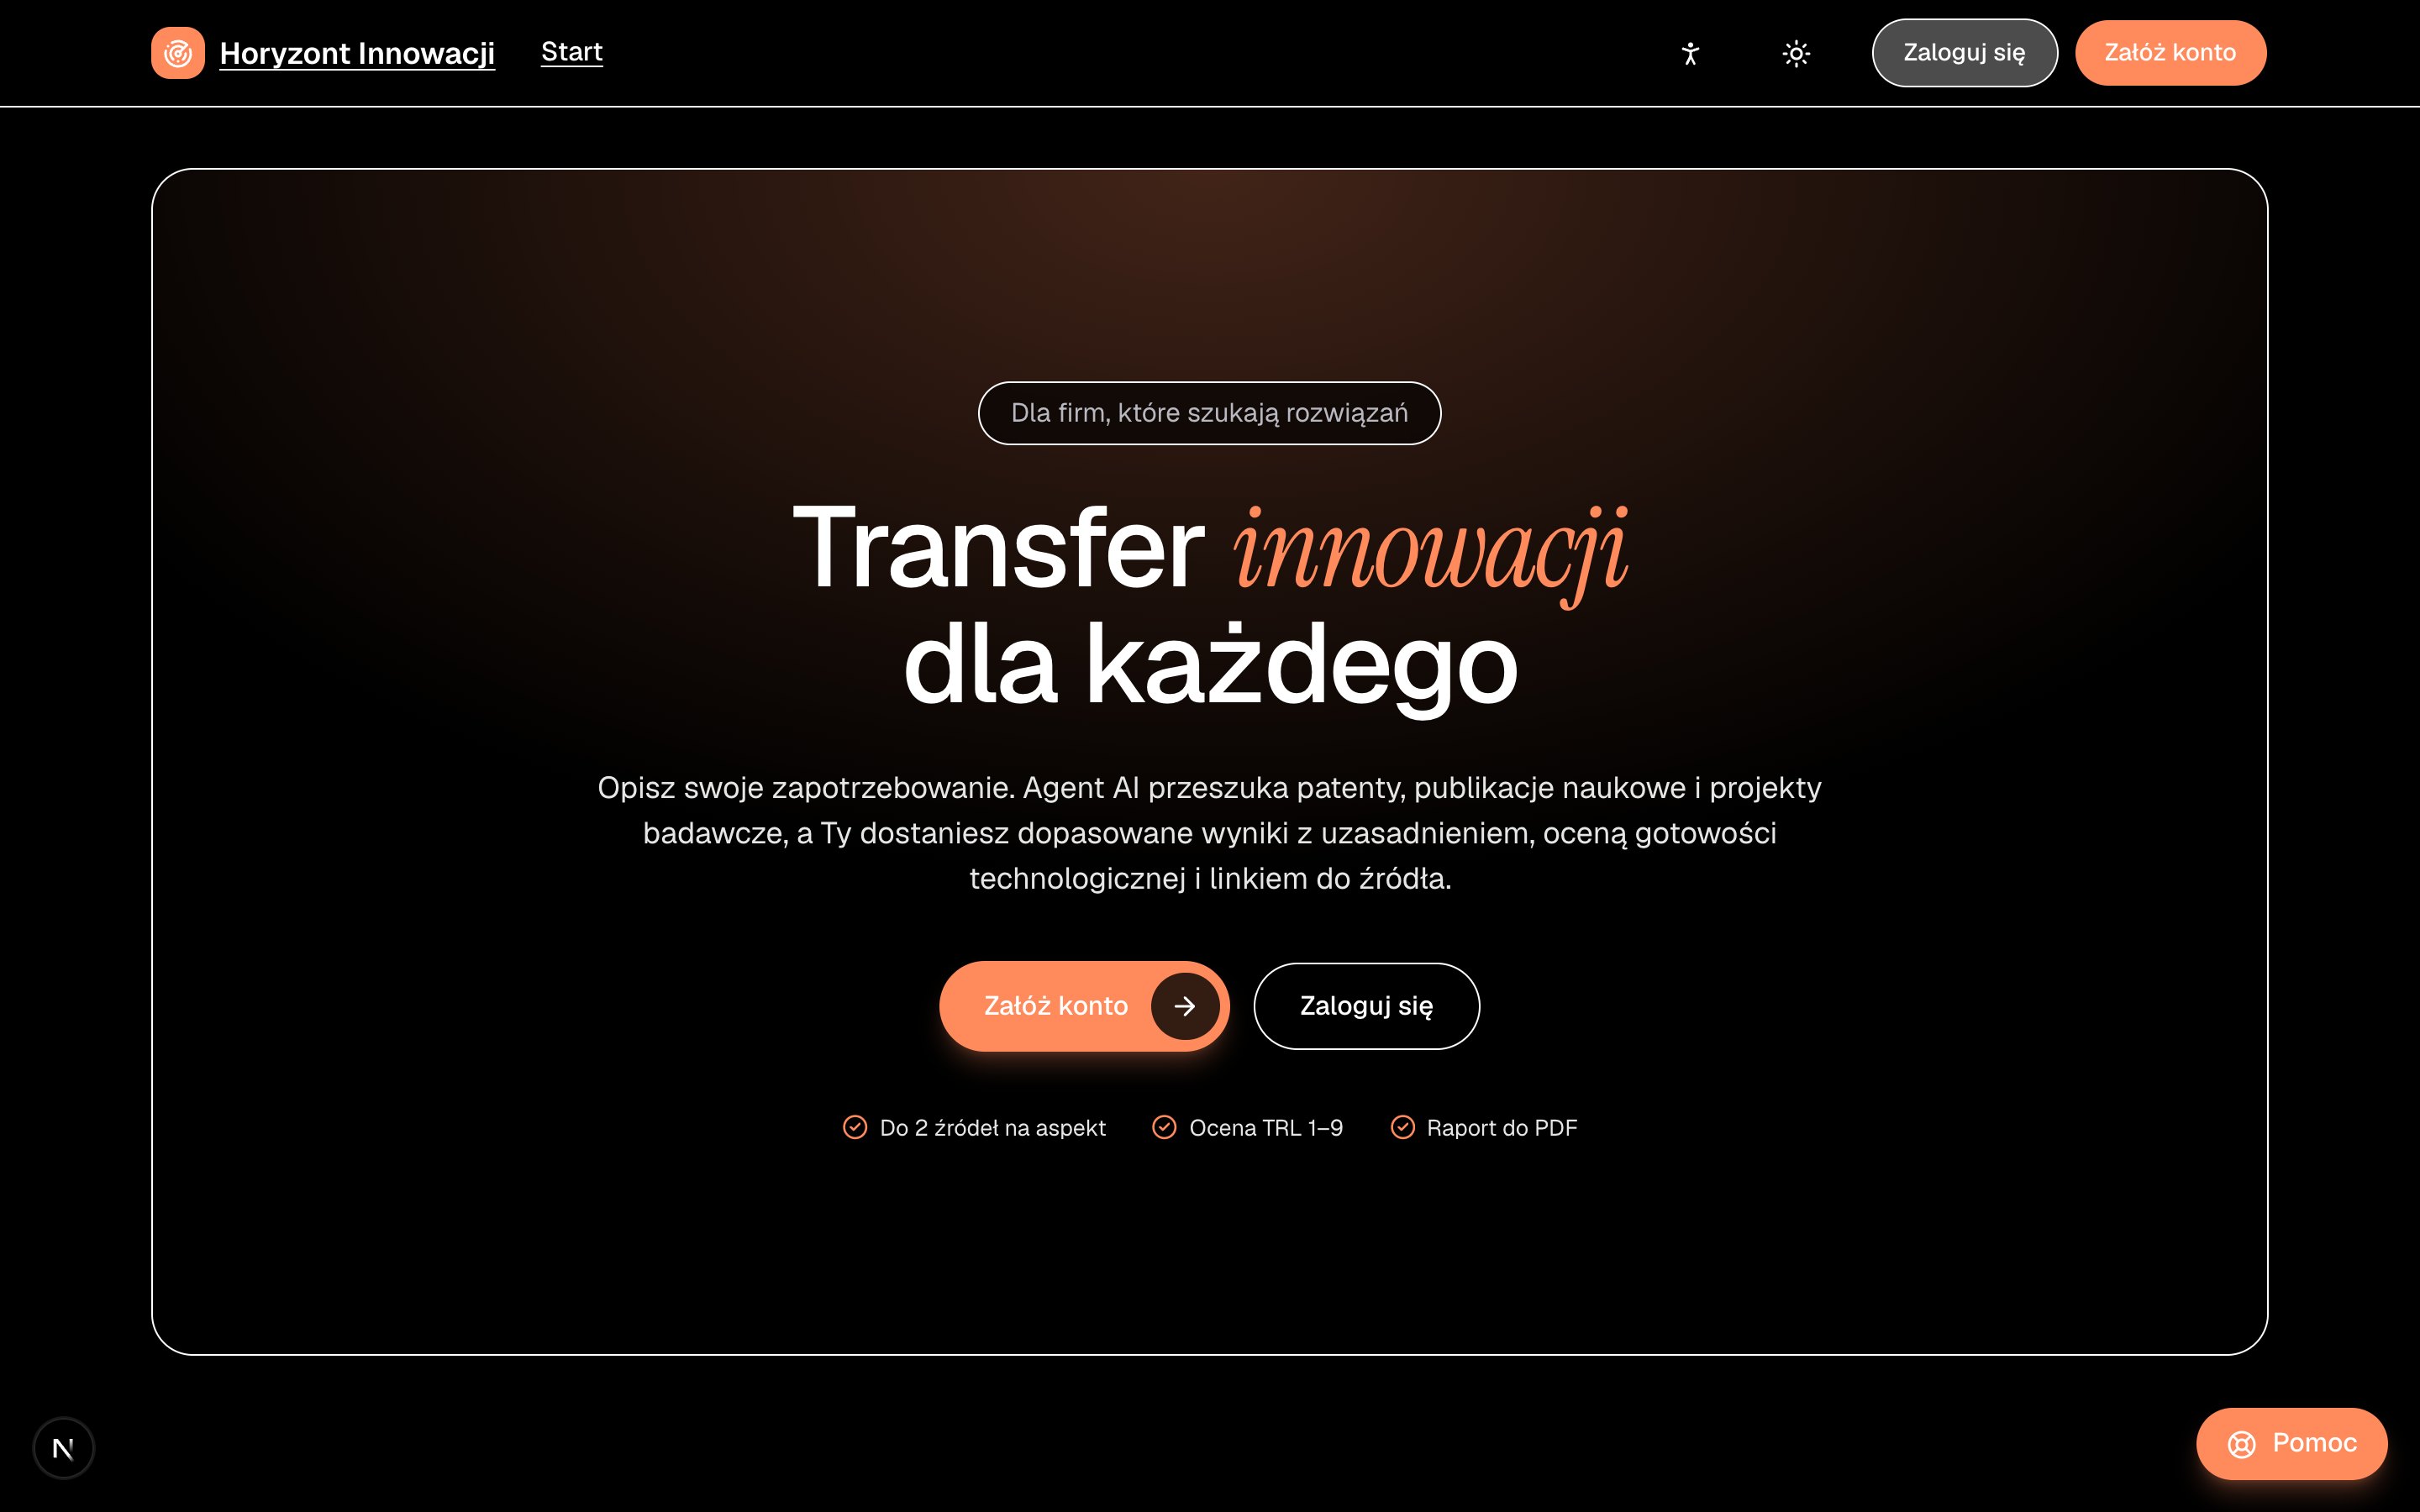 Horyzont Innowacji
Start
Zaloguj się
Załóż konto
Dla firm, które szukają rozwiązań
Transfer innowacji
dla każdego
Opisz swoje zapotrzebowanie. Agent AI przeszuka patenty, publikacje naukowe i projekty
badawcze, a Ty dostaniesz dopasowane wyniki z uzasadnieniem, oceną gotowości
technologicznej i linkiem do źródła.
Załóż konto
Zaloguj się
Do 2 źródeł na aspekt
Ocena TRL 1–9
Raport do PDF
N
Pomoc